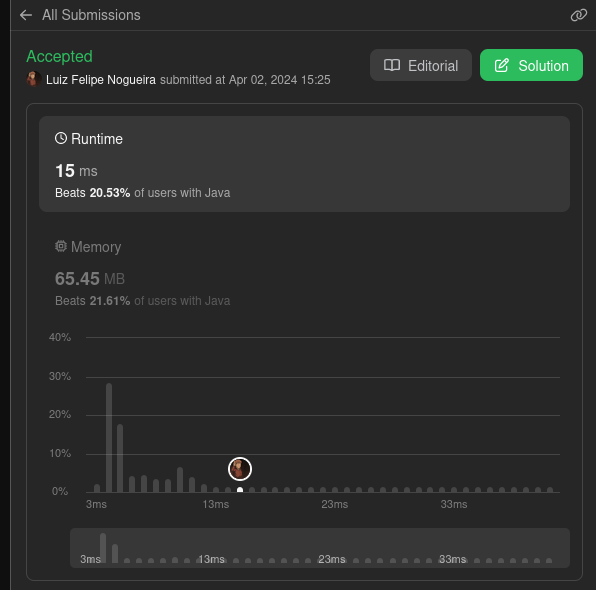 All Submissions
Accepted
Luiz Felipe Nogueira submitted at Apr 02, 2024 15:25
Editorial
Solution
Runtime
15 ms
Beats 20.53% of users with Java
Memory
65.45 MB
Beats 21.61% of users with Java
40%
30%
20%
10%
0%
3ms 13ms 23ms 33ms
3ms 13ms 23ms 33ms